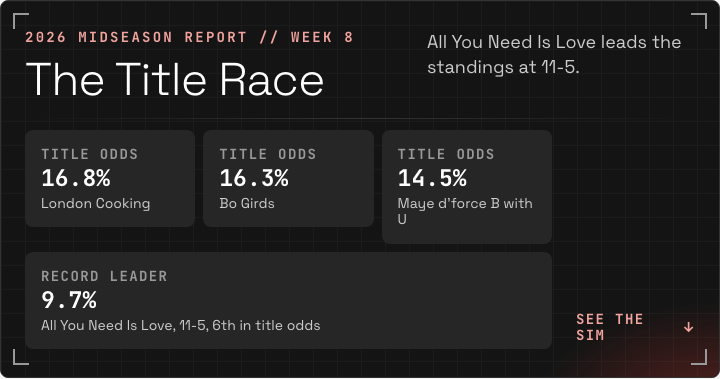 2026 MIDSEASON REPORT // WEEK 8
The Title Race
All You Need Is Love leads the
standings at 11-5.
TITLE ODDS
16.8%
London Cooking
TITLE ODDS
16.3%
Bo Girds
TITLE ODDS
14.5%
Maye d'force B with
U
RECORD LEADER
9.7%
All You Need Is Love, 11-5, 6th in title odds
SEE THE
SIM ↓